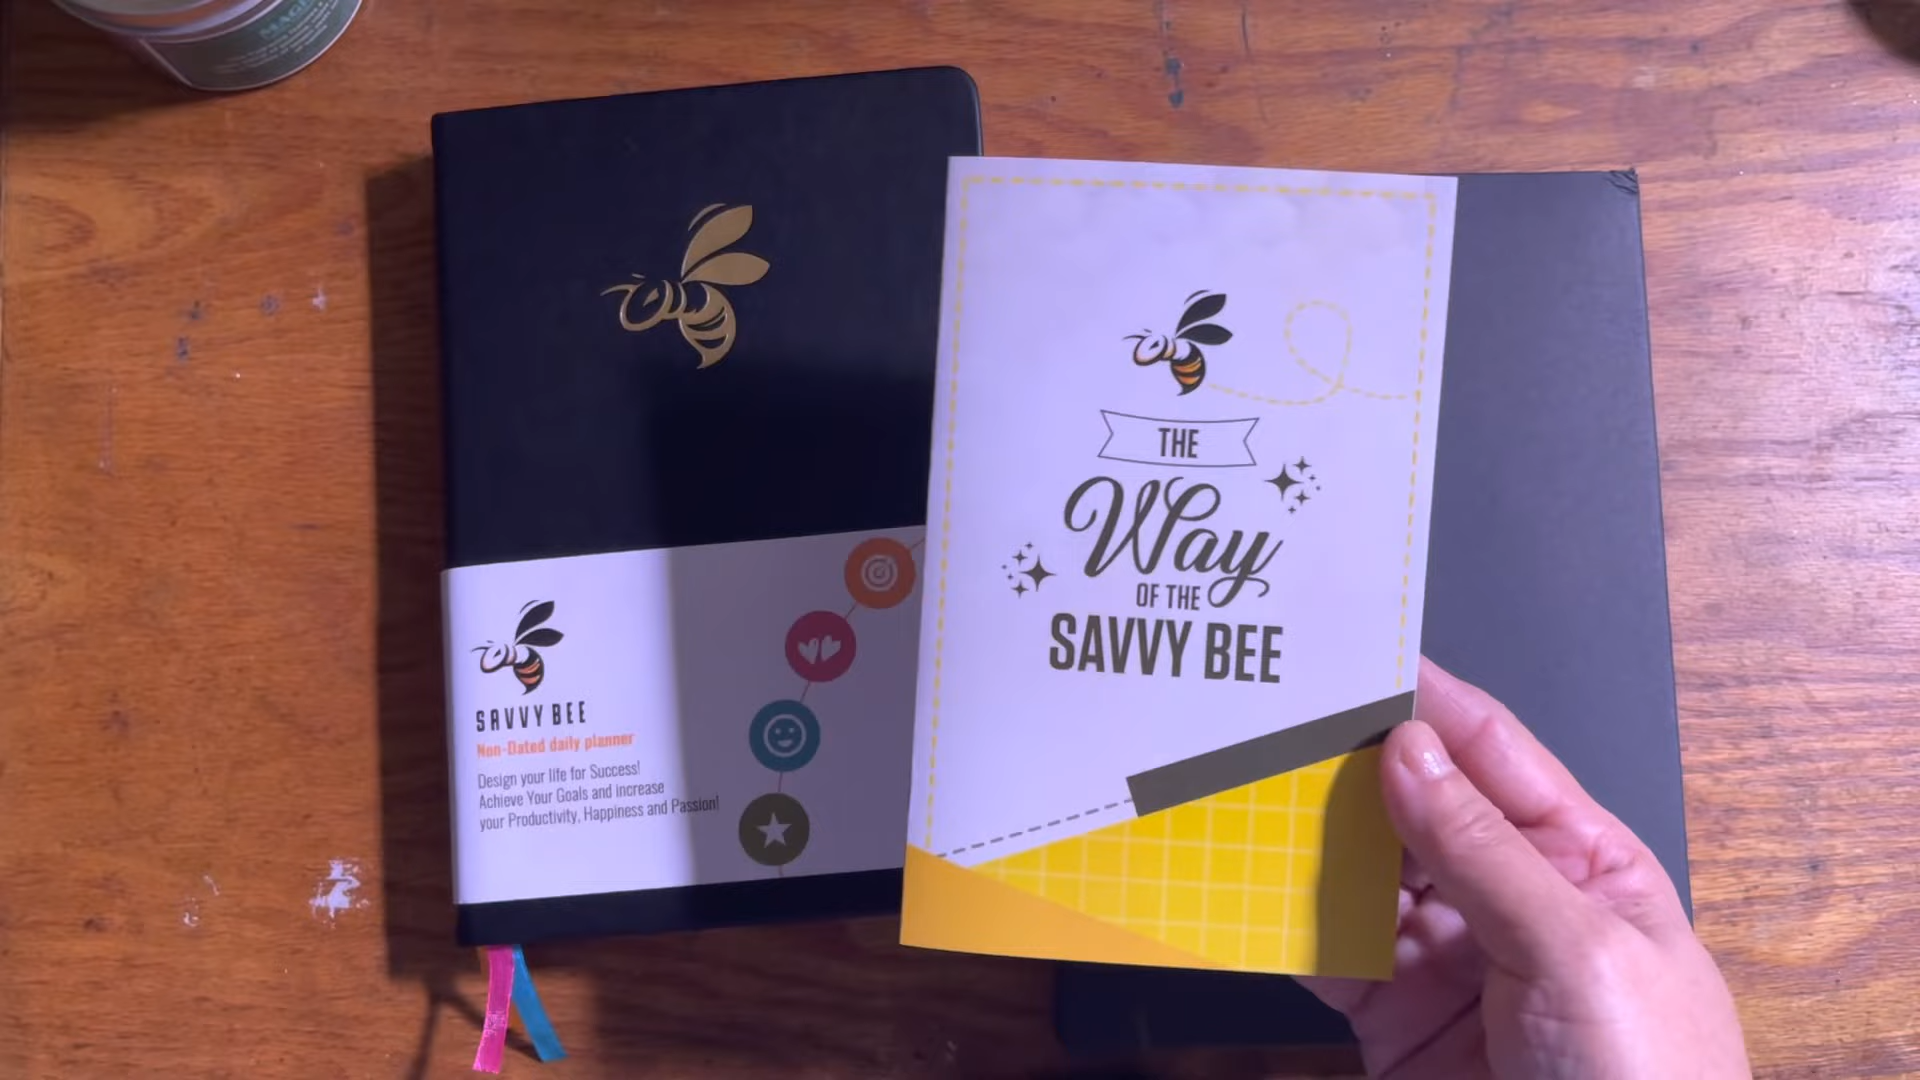 SAVVY BEE
Non-Dated daily planner
Design your life for Success!
Achieve Your Goals and increase
your Productivity, Happiness and Passion!
THE
Way
OF THE
SAVVY BEE